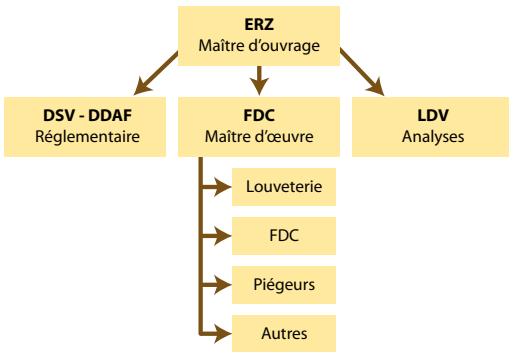 ERZ
Maître d’ouvrage
DSV - DDAF
Réglementaire
FDC
Maître d’œuvre
LDV
Analyses
Louveterie
FDC
Piégeurs
Autres